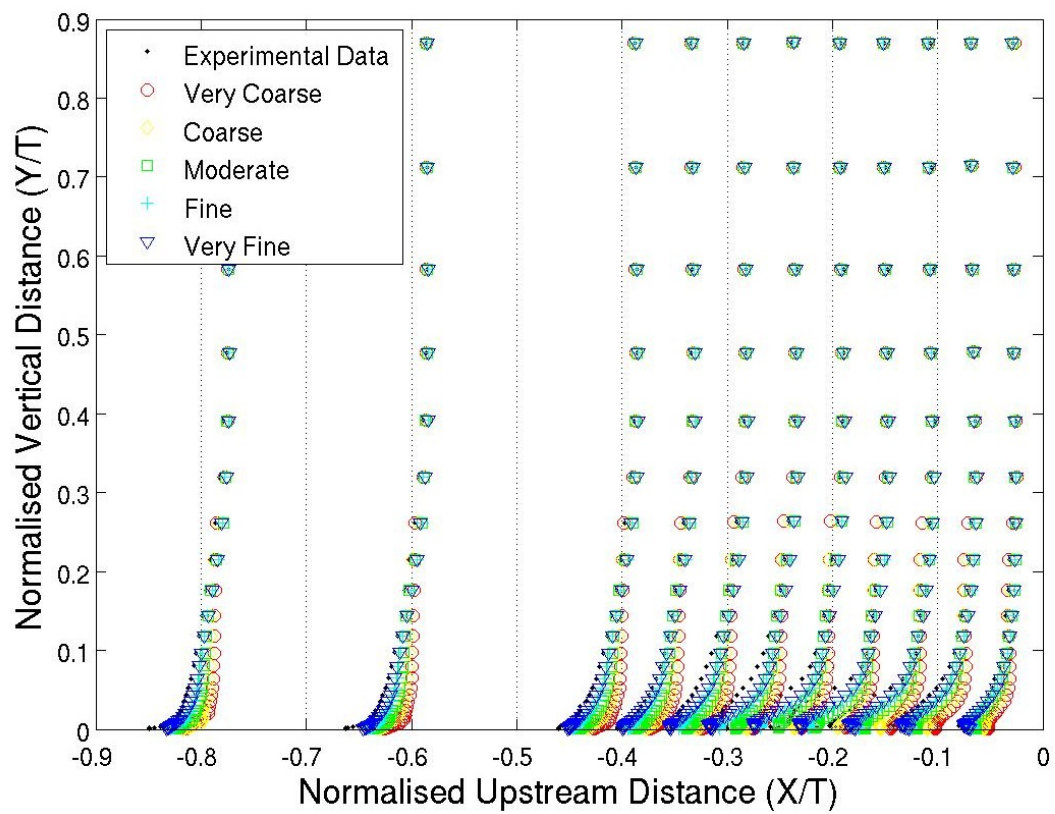 0.9
0.8
0.7
0.6
0.5
0.4
0.3
0.2
0.1
0
Normalised Vertical Distance (Y/T)
Experimental Data
Very Coarse
Coarse
Moderate
Fine
Very Fine
-0.9 -0.8 -0.7 -0.6 -0.5 -0.4 -0.3 -0.2 -0.1 0
Normalised Upstream Distance (X/T)